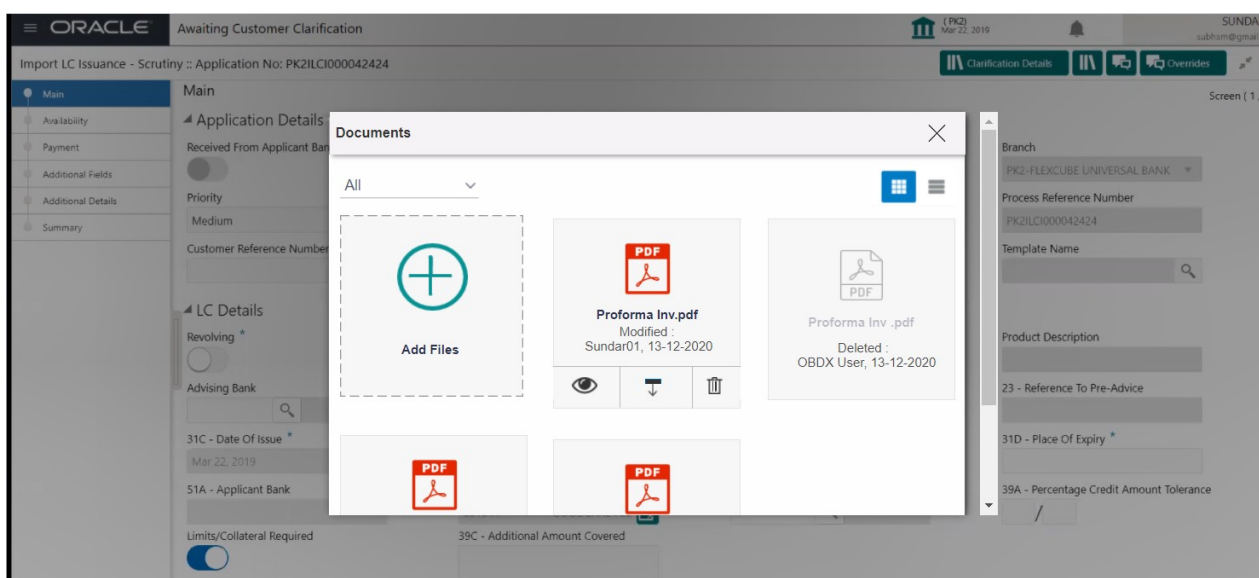 ORACLE
Awaiting Customer Clarification
( PK2)
Mar 22, 2019
SUNDA
subham@gmail
Import LC Issuance - Scrutiny :: Application No: PK2ILCI000042424
Clarification Details
Overrides
Main
Availability
Payment
Additional Fields
Additional Details
Summary
Main
Screen ( 1
Application Details
Received From Applicant Ban
Priority
Medium
Customer Reference Number
LC Details
Revolving *
Advising Bank
31C - Date Of Issue *
Mar 22, 2019
51A - Applicant Bank
Limits/Collateral Required
39C - Additional Amount Covered
Documents
All
Add Files
PDF
Proforma Inv.pdf
Modified :
Sundar01, 13-12-2020
PDF
Proforma Inv .pdf
Deleted :
OBDX User, 13-12-2020
PDF
PDF
Branch
PK2-FLEXCUBE UNIVERSAL BANK
Process Reference Number
PK2ILCI000042424
Template Name
Product Description
23 - Reference To Pre-Advice
31D - Place Of Expiry *
39A - Percentage Credit Amount Tolerance
/